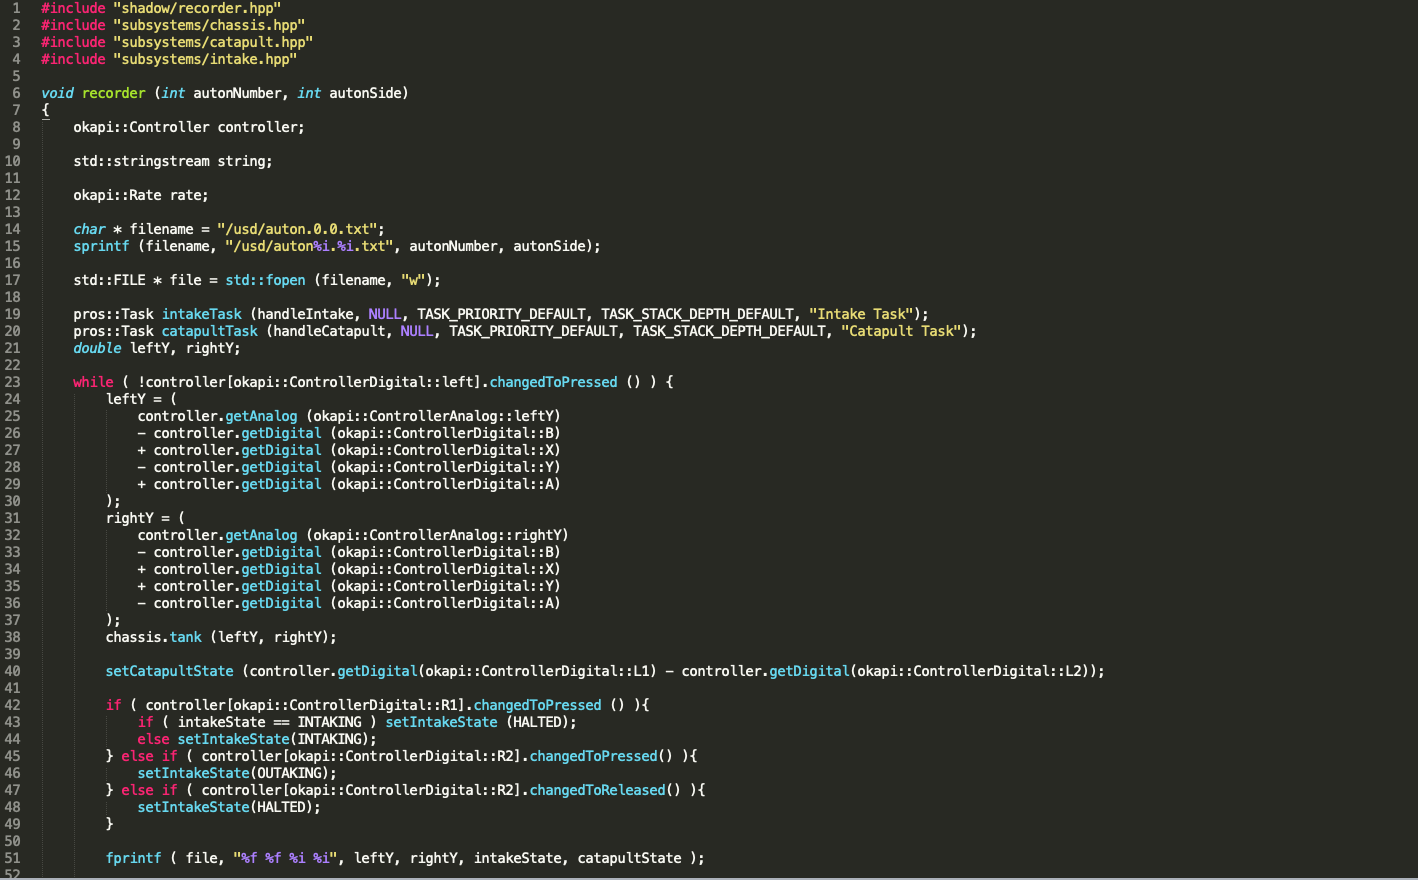 1 #include "shadow/recorder.hpp"
2 #include "subsystems/chassis.hpp"
3 #include "subsystems/catapult.hpp"
4 #include "subsystems/intake.hpp"
5
6 void recorder (int autonNumber, int autonSide)
7 {
8     okapi::Controller controller;
9
10     std::stringstream string;
11
12     okapi::Rate rate;
13
14     char * filename = "/usd/auton.0.0.txt";
15     sprintf (filename, "/usd/auton%i.%i.txt", autonNumber, autonSide);
16
17     std::FILE * file = std::fopen (filename, "w");
18
19     pros::Task intakeTask (handleIntake, NULL, TASK_PRIORITY_DEFAULT, TASK_STACK_DEPTH_DEFAULT, "Intake Task");
20     pros::Task catapultTask (handleCatapult, NULL, TASK_PRIORITY_DEFAULT, TASK_STACK_DEPTH_DEFAULT, "Catapult Task");
21     double leftY, rightY;
22
23     while ( !controller[okapi::ControllerDigital::left].changedToPressed () ) {
24         leftY = (
25             controller.getAnalog (okapi::ControllerAnalog::leftY)
26             - controller.getDigital (okapi::ControllerDigital::B)
27             + controller.getDigital (okapi::ControllerDigital::X)
28             - controller.getDigital (okapi::ControllerDigital::Y)
29             + controller.getDigital (okapi::ControllerDigital::A)
30         );
31         rightY = (
32             controller.getAnalog (okapi::ControllerAnalog::rightY)
33             - controller.getDigital (okapi::ControllerDigital::B)
34             + controller.getDigital (okapi::ControllerDigital::X)
35             + controller.getDigital (okapi::ControllerDigital::Y)
36             - controller.getDigital (okapi::ControllerDigital::A)
37         );
38         chassis.tank (leftY, rightY);
39
40         setCatapultState (controller.getDigital(okapi::ControllerDigital::L1) - controller.getDigital(okapi::ControllerDigital::L2));
41
42         if ( controller[okapi::ControllerDigital::R1].changedToPressed () ){
43             if ( intakeState == INTAKING ) setIntakeState (HALTED);
44             else setIntakeState(INTAKING);
45         } else if ( controller[okapi::ControllerDigital::R2].changedToPressed() ){
46             setIntakeState(OUTAKING);
47         } else if ( controller[okapi::ControllerDigital::R2].changedToReleased() ){
48             setIntakeState(HALTED);
49         }
50
51         fprintf ( file, "%f %f %i %i", leftY, rightY, intakeState, catapultState );
52